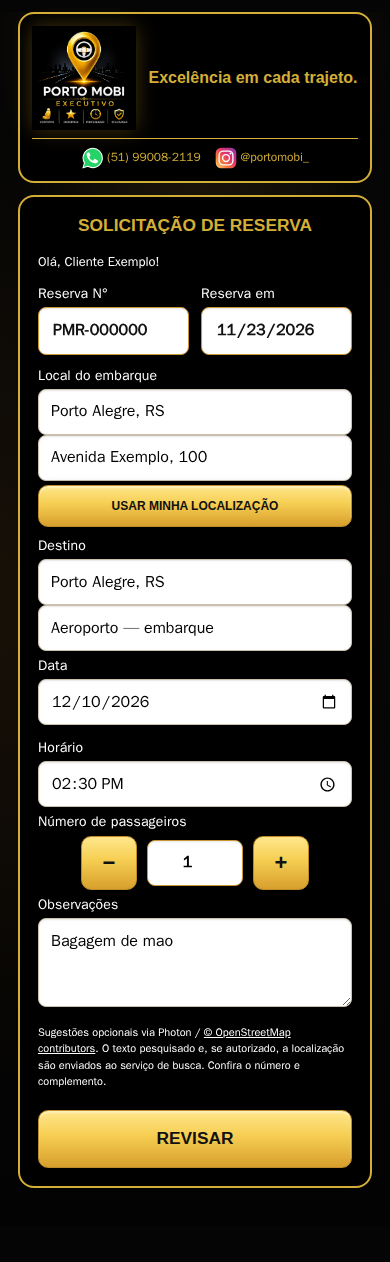 PORTO MOBI
EXECUTIVO
Excelência em cada trajeto.
(51) 99008-2119 @portomobi_
SOLICITAÇÃO DE RESERVA
Olá, Cliente Exemplo!
Reserva Nº Reserva em
PMR-000000 11/23/2026
Local do embarque
Porto Alegre, RS
Avenida Exemplo, 100
USAR MINHA LOCALIZAÇÃO
Destino
Porto Alegre, RS
Aeroporto — embarque
Data
12/10/2026
Horário
02:30 PM
Número de passageiros
− 1 +
Observações
Bagagem de mao
Sugestões opcionais via Photon / © OpenStreetMap
contributors. O texto pesquisado e, se autorizado, a localização
são enviados ao serviço de busca. Confira o número e
complemento.
REVISAR